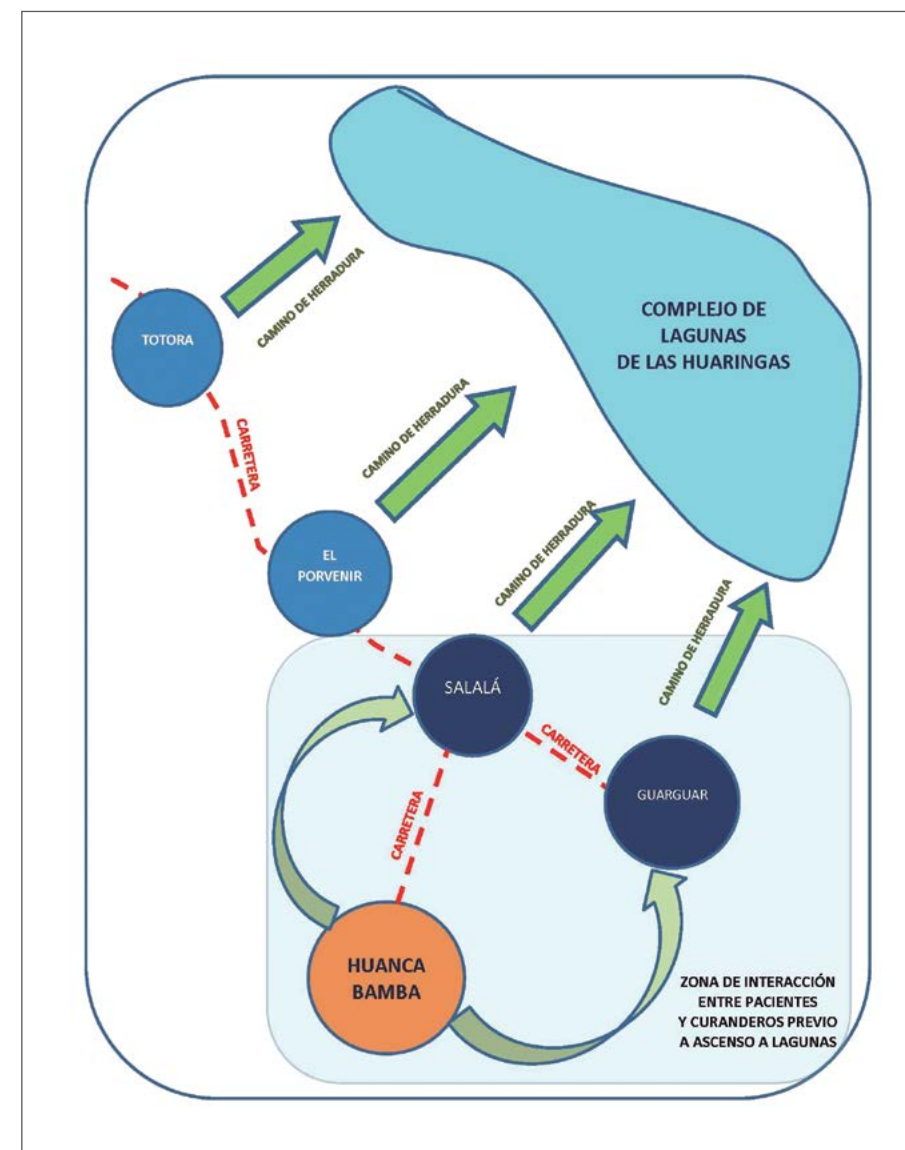 COMPLEJO DE
LAGUNAS
DE LAS HUARINGAS
CAMINO DE HERRADURA
TOTORA
CARRETERA
CAMINO DE HERRADURA
EL
PORVENIR
CAMINO DE HERRADURA
CAMINO DE HERRADURA
SALALÁ
CARRETERA
GUARGUAR
CARRETERA
HUANCA
BAMBA
ZONA DE INTERACCIÓN
ENTRE PACIENTES
Y CURANDEROS PREVIO
A ASCENSO A LAGUNAS